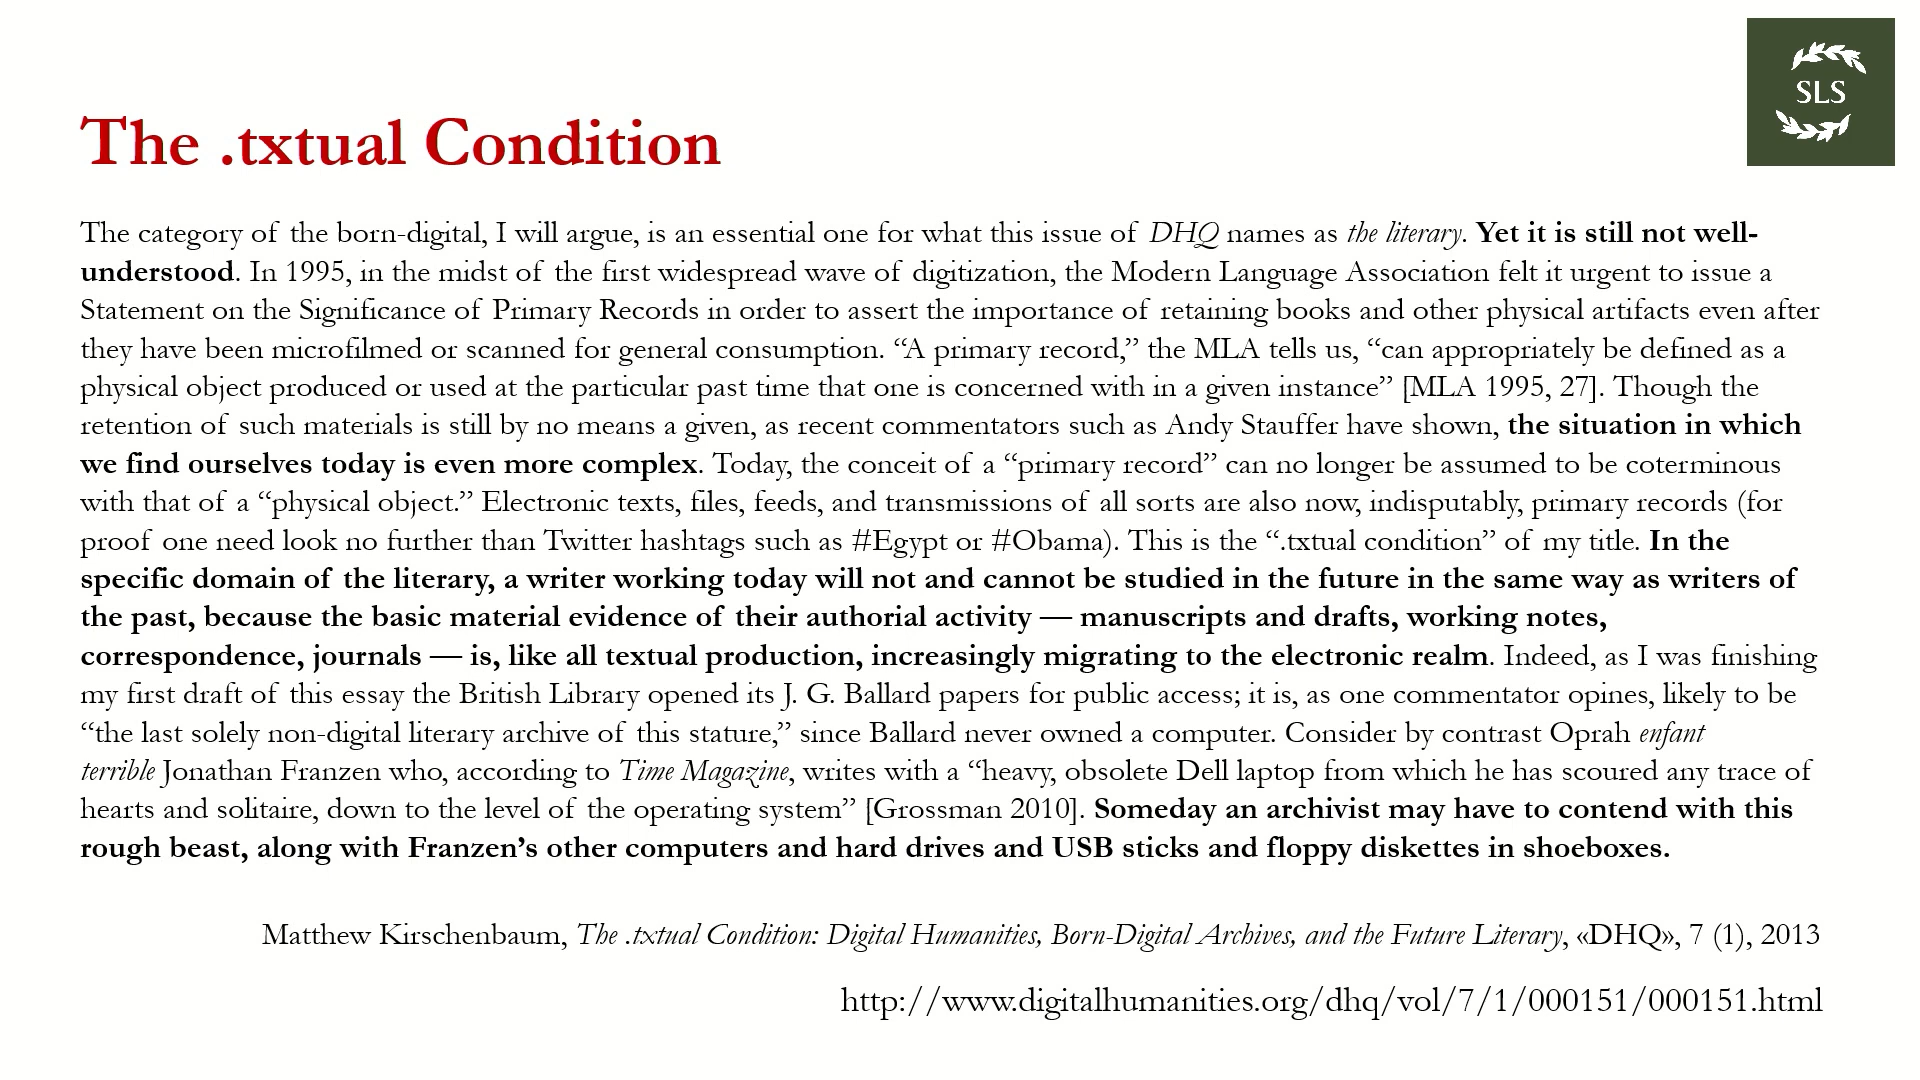 SLS
The .txtual Condition
The category of the born-digital, I will argue, is an essential one for what this issue of DHQ names as the literary. Yet it is still not well-
understood. In 1995, in the midst of the first widespread wave of digitization, the Modern Language Association felt it urgent to issue a
Statement on the Significance of Primary Records in order to assert the importance of retaining books and other physical artifacts even after
they have been microfilmed or scanned for general consumption. “A primary record,” the MLA tells us, “can appropriately be defined as a
physical object produced or used at the particular past time that one is concerned with in a given instance” [MLA 1995, 27]. Though the
retention of such materials is still by no means a given, as recent commentators such as Andy Stauffer have shown, the situation in which
we find ourselves today is even more complex. Today, the conceit of a “primary record” can no longer be assumed to be coterminous
with that of a “physical object.” Electronic texts, files, feeds, and transmissions of all sorts are also now, indisputably, primary records (for
proof one need look no further than Twitter hashtags such as #Egypt or #Obama). This is the “.txtual condition” of my title. In the
specific domain of the literary, a writer working today will not and cannot be studied in the future in the same way as writers of
the past, because the basic material evidence of their authorial activity — manuscripts and drafts, working notes,
correspondence, journals — is, like all textual production, increasingly migrating to the electronic realm. Indeed, as I was finishing
my first draft of this essay the British Library opened its J. G. Ballard papers for public access; it is, as one commentator opines, likely to be
“the last solely non-digital literary archive of this stature,” since Ballard never owned a computer. Consider by contrast Oprah enfant
terrible Jonathan Franzen who, according to Time Magazine, writes with a “heavy, obsolete Dell laptop from which he has scoured any trace of
hearts and solitaire, down to the level of the operating system” [Grossman 2010]. Someday an archivist may have to contend with this
rough beast, along with Franzen’s other computers and hard drives and USB sticks and floppy diskettes in shoeboxes.
Matthew Kirschenbaum, The .txtual Condition: Digital Humanities, Born-Digital Archives, and the Future Literary, «DHQ», 7 (1), 2013
http://www.digitalhumanities.org/dhq/vol/7/1/000151/000151.html